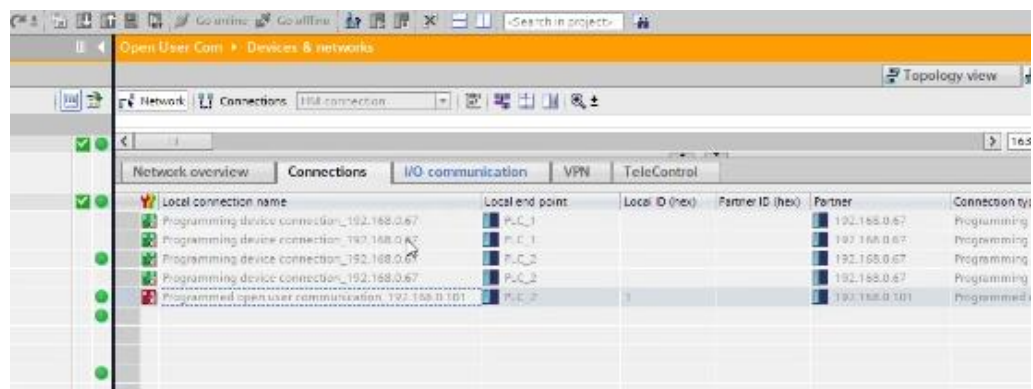 Go online Go offline <Search in project>
Open User Com Devices & networks
Topology view
Network Connections HMI connection
Network overview Connections I/O communication VPN TeleControl
Local connection name Local end point Local ID (hex) Partner ID (hex) Partner Connection typ
Programming device connection_192.168.0.67 PLC_1 192.168.0.67 Programming
Programming device connection_192.168.0.67 PLC_1 192.168.0.67 Programming
Programming device connection_192.168.0.67 PLC_2 192.168.0.67 Programming
Programming device connection_192.168.0.67 PLC_2 192.168.0.67 Programming
Programmed open user communication_192.168.0.101 PLC_2 1 192.168.0.101 Programmed